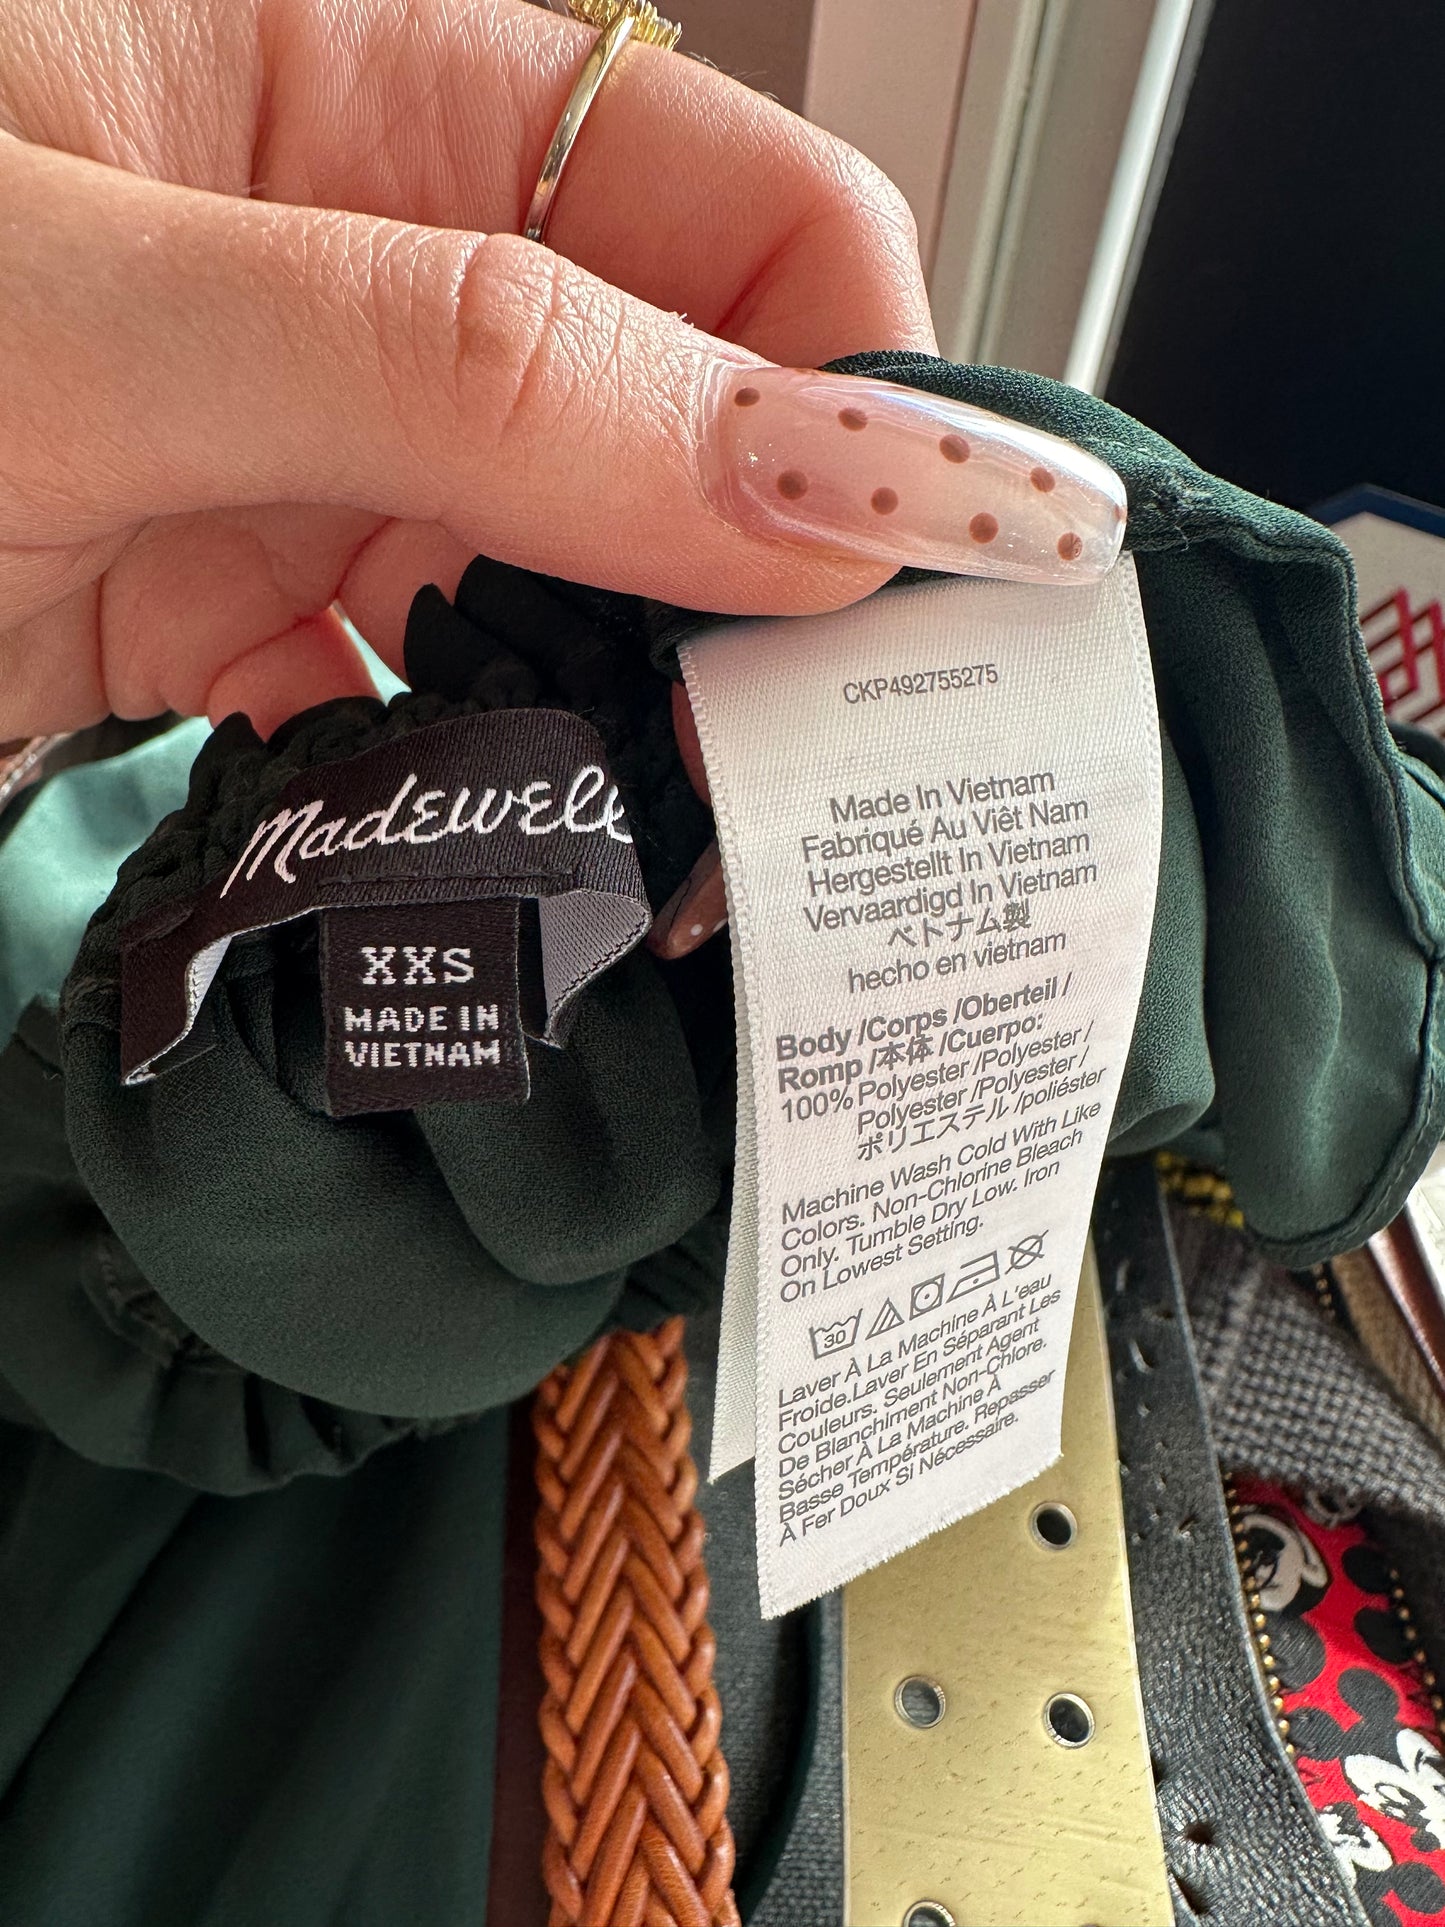 Madewell
XXS
MADE IN
VIETNAM
CKP492755275
Made In Vietnam
Fabriqué Au Viêt Nam
Hergestellt In Vietnam
Vervaardigd In Vietnam
ベトナム製
hecho en vietnam
Body /Corps /Oberteil /
Romp /本体 /Cuerpo:
100% Polyester /Polyester /
Polyester /Polyester /
ポリエステル /poliéster
Machine Wash Cold With Like
Colors. Non-Chlorine Bleach
Only. Tumble Dry Low. Iron
On Lowest Setting.
30
Laver À La Machine À L'eau
Froide.Laver En Séparant Les
Couleurs. Seulement Agent
De Blanchiment Non-Chlore.
Sécher À La Machine À
Basse Température. Repasser
À Fer Doux Si Nécessaire.